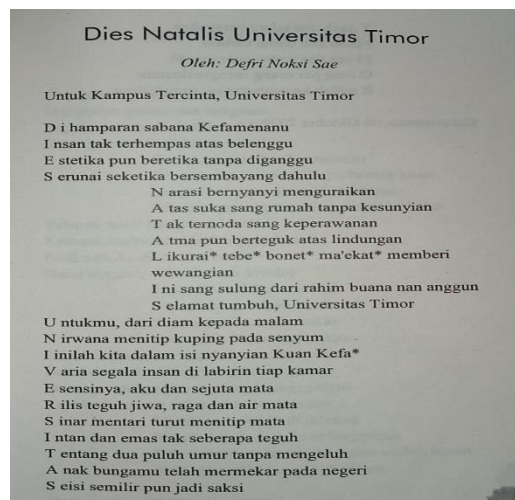 Dies Natalis Universitas Timor
Oleh: Defri Noksi Sae
Untuk Kampus Tercinta, Universitas Timor
D i hamparan sabana Kefamenanu
I nsan tak terhempas atas belenggu
E stetika pun beretika tanpa diganggu
S erunai seketika bersembayang dahulu
N arasi bernyanyi menguraikan
A tas suka sang rumah tanpa kesunyian
T ak ternoda sang keperawanan
A tma pun berteguk atas lindungan
L ikurai* tebe* bonet* ma'ekat* memberi
wewangian
I ni sang sulung dari rahim buana nan anggun
S elamat tumbuh, Universitas Timor
U ntukmu, dari diam kepada malam
N irwana menitip kuping pada senyum
I inilah kita dalam isi nyanyian Kuan Kefa*
V aria segala insan di labirin tiap kamar
E sensinya, aku dan sejuta mata
R ilis teguh jiwa, raga dan air mata
S inar mentari turut menitip mata
I ntan dan emas tak seberapa teguh
T entang dua puluh umur tanpa mengeluh
A nak bungamu telah mermekar pada negeri
S eisi semilir pun jadi saksi